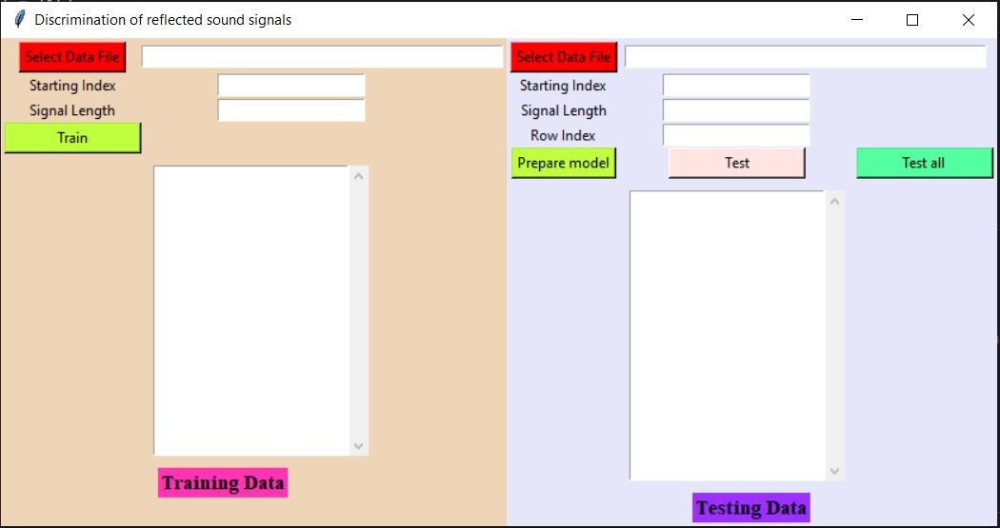 Discrimination of reflected sound signals
Select Data File
Starting Index
Signal Length
Train
Training Data
Select Data File
Starting Index
Signal Length
Row Index
Prepare model
Test
Test all
Testing Data